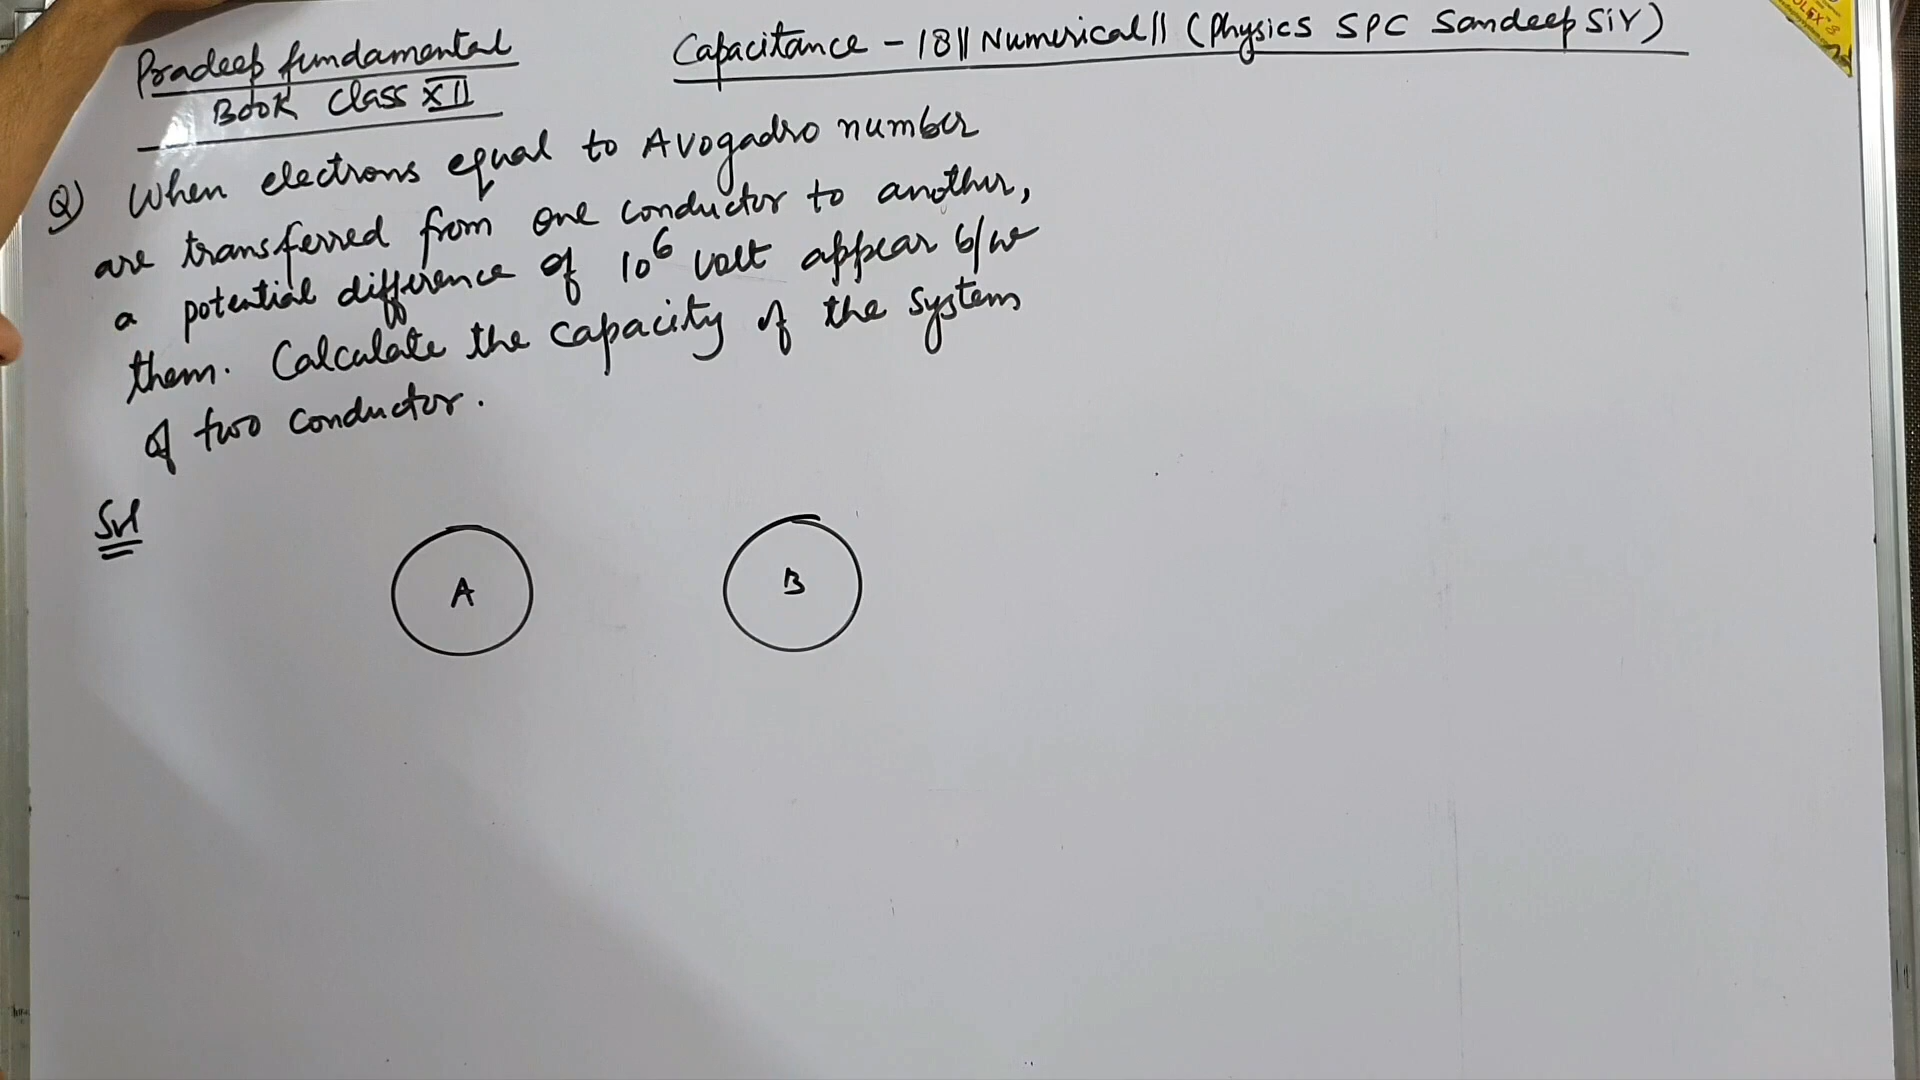 Pradeep fundamental
Book Class XII
Capacitance - 18 || Numerical || (Physics SPC Sandeep Sir)
Q) When electrons equal to Avogadro number
are transferred from one conductor to another,
a potential difference of 10⁶ volt appear b/w
them. Calculate the capacity of the system
of two conductor.
Sol
A
B